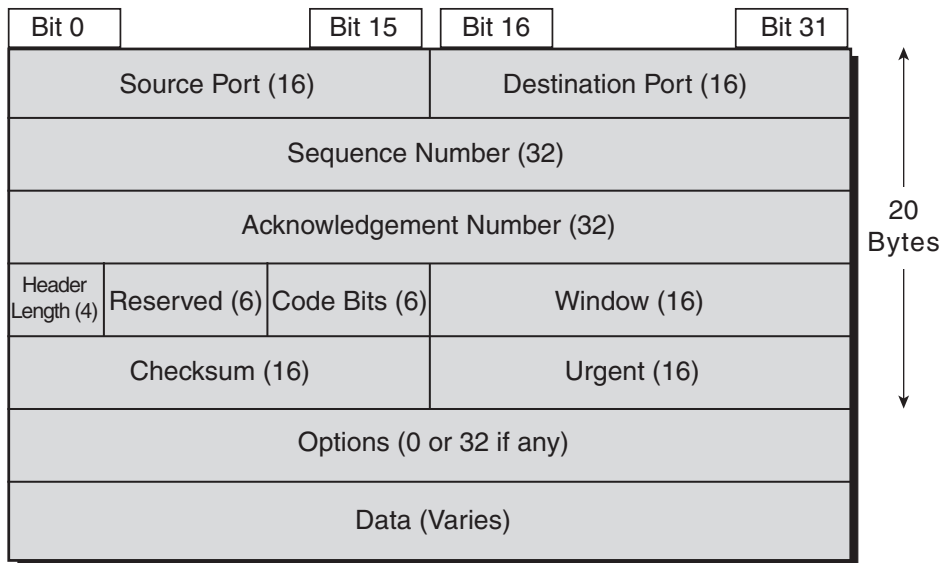 Bit 0 Bit 15 Bit 16 Bit 31
Source Port (16) Destination Port (16)
Sequence Number (32)
Acknowledgement Number (32)
20
Bytes
Header
Length (4) Reserved (6) Code Bits (6) Window (16)
Checksum (16) Urgent (16)
Options (0 or 32 if any)
Data (Varies)